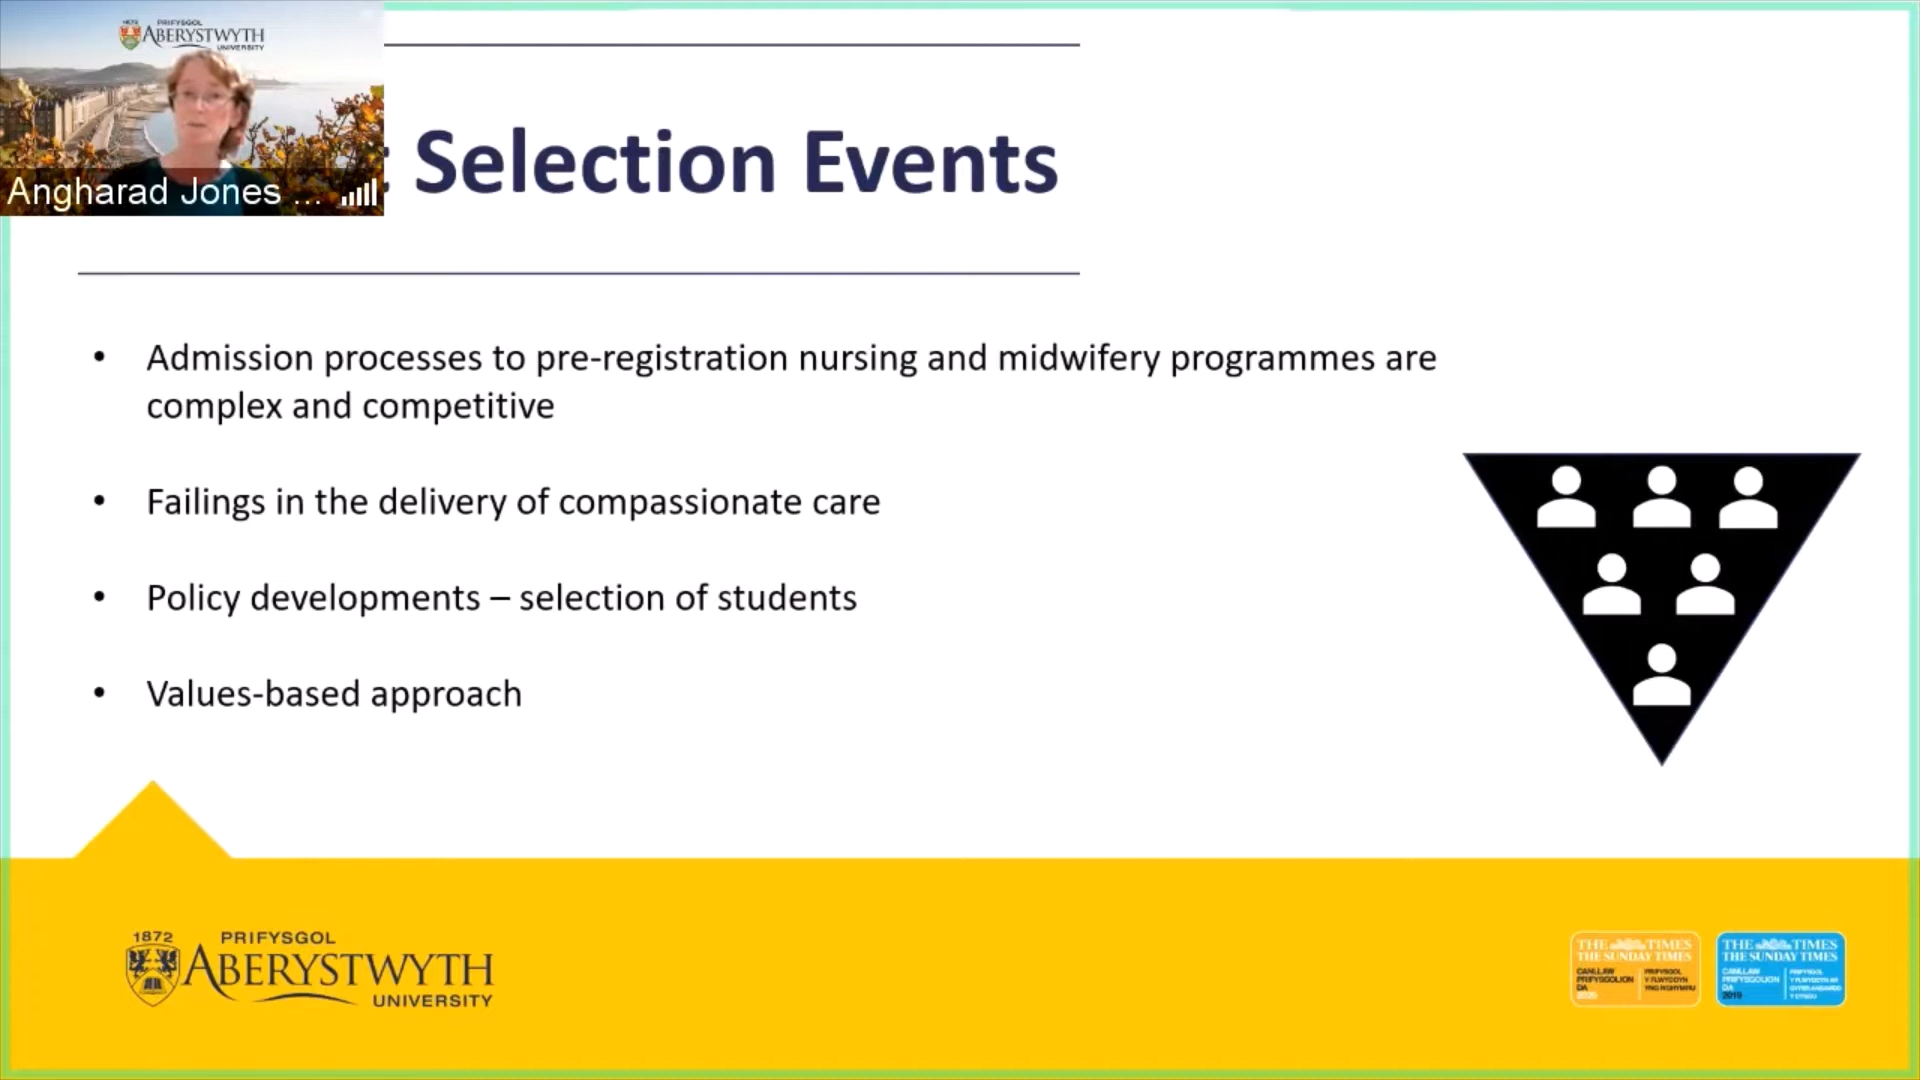 1872 PRIFYSGOL
ABERYSTWYTH
UNIVERSITY
Angharad Jones ...
Selection Events
• Admission processes to pre-registration nursing and midwifery programmes are
complex and competitive
• Failings in the delivery of compassionate care
• Policy developments – selection of students
• Values-based approach
1872 PRIFYSGOL
ABERYSTWYTH
UNIVERSITY
THE TIMES
THE SUNDAY TIMES
CANLLAW
PRIFYSGOLION
DA
2020
PRIFYSGOL
Y FLWYDDYN
YNG NGHYMRU
THE TIMES
THE SUNDAY TIMES
CANLLAW
PRIFYSGOLION
DA
2019
PRIFYSGOL
Y FLWYDDYN AR